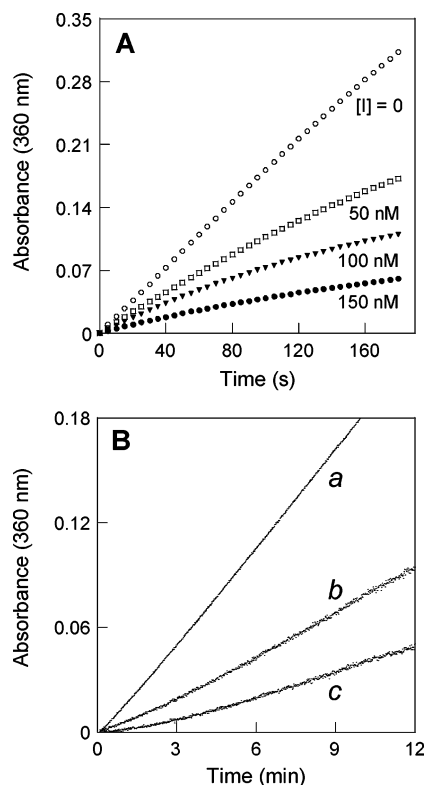 A
0.35
0.28
0.21
0.14
0.07
0
Absorbance (360 nm)
[I] = 0
50 nM
100 nM
150 nM
0 40 80 120 160
Time (s)
B
0.18
0.12
0.06
0
Absorbance (360 nm)
a
b
c
0 3 6 9 12
Time (min)